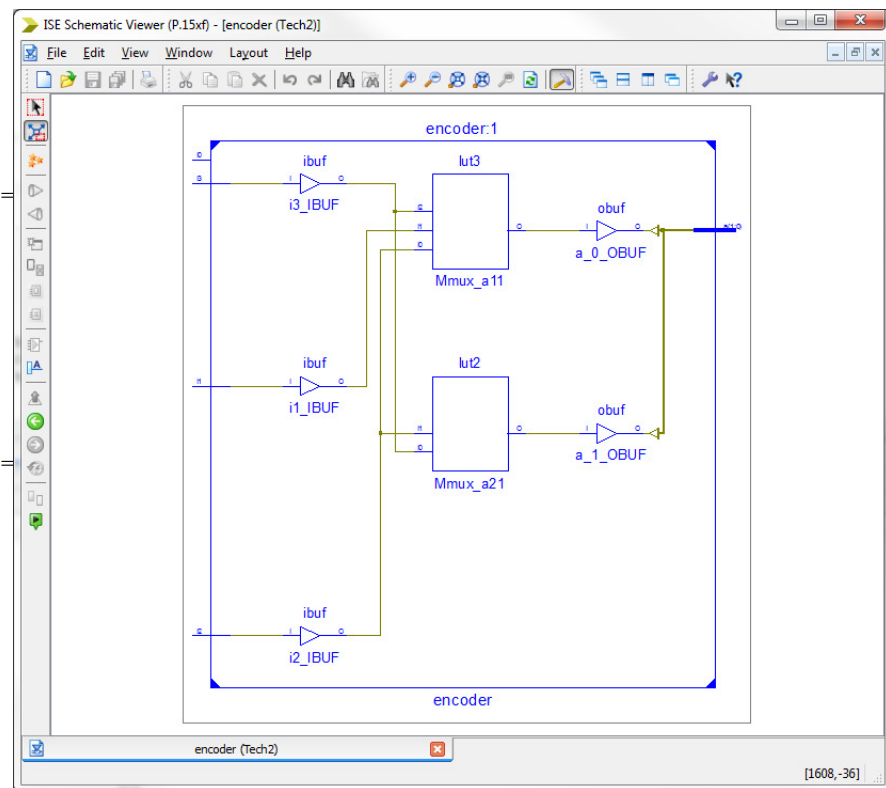 ISE Schematic Viewer (P.15xf) - [encoder (Tech2)]
File Edit View Window Layout Help
encoder:1
ibuf
lut3
i3_IBUF
obuf
a_0_OBUF
Mmux_a11
ibuf
lut2
i1_IBUF
obuf
a_1_OBUF
Mmux_a21
ibuf
i2_IBUF
encoder
encoder (Tech2)
[1608,-36]